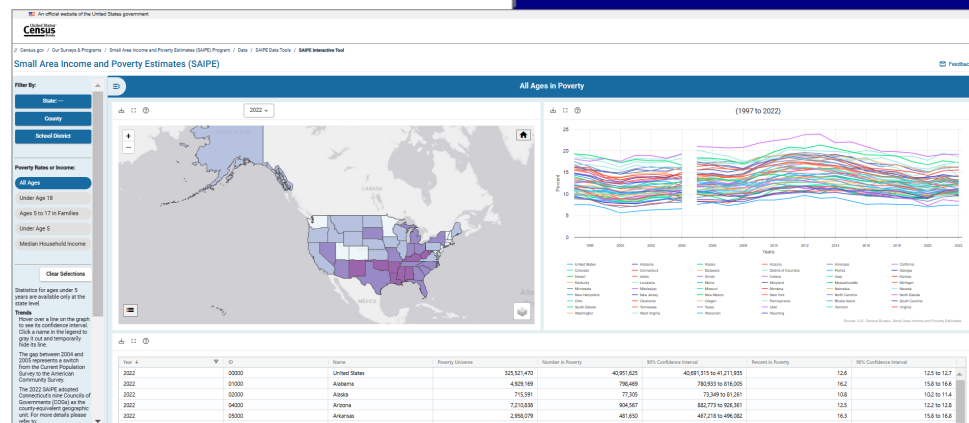 An official website of the United States government
United States®
Census
Bureau
// Census.gov / Our Surveys & Programs / Small Area Income and Poverty Estimates (SAIPE) Program / Data / SAIPE Data Tools / SAIPE Interactive Tool
Small Area Income and Poverty Estimates (SAIPE)
Feedbac
Filter By:
State: ---
County
School District
Poverty Rates or Income:
All Ages
Under Age 18
Ages 5 to 17 in Families
Under Age 5
Median Household Income
Clear Selections
Statistics for ages under 5
years are available only at the
state level.
Trends
Hover over a line on the graph
to see its confidence interval.
Click a name in the legend to
gray it out and temporarily
hide its line.
The gap between 2004 and
2005 represents a switch
from the Current Population
Survey to the American
Community Survey.
The 2022 SAIPE adopted
Connecticut's nine Councils of
Governments (COGs) as the
county-equivalent geographic
unit. For more details please
refer to:
All Ages in Poverty
2022
CANADA
MEXICO
(1997 to 2022)
Percent
25
20
15
10
5
0
1998 2000 2002 2004 2006 2008 2010 2012 2014 2016 2018 2020 2022
Years
United States Alabama Alaska Arizona Arkansas California
Colorado Connecticut Delaware District of Columbia Florida Georgia
Hawaii Idaho Illinois Indiana Iowa Kansas
Kentucky Louisiana Maine Maryland Massachusetts Michigan
Minnesota Mississippi Missouri Montana Nebraska Nevada
New Hampshire New Jersey New Mexico New York North Carolina North Dakota
Ohio Oklahoma Oregon Pennsylvania Rhode Island South Carolina
South Dakota Tennessee Texas Utah Vermont Virginia
Washington West Virginia Wisconsin Wyoming
Source: U.S. Census Bureau, Small Area Income and Poverty Estimates
Year ID Name Poverty Universe Number in Poverty 90% Confidence Interval Percent in Poverty 90% Confidence Interval
2022 00000 United States 325,521,470 40,951,625 40,691,315 to 41,211,935 12.6 12.5 to 12.7
2022 01000 Alabama 4,929,169 798,469 780,933 to 816,005 16.2 15.8 to 16.6
2022 02000 Alaska 715,591 77,305 73,349 to 81,261 10.8 10.2 to 11.4
2022 04000 Arizona 7,210,838 904,567 882,773 to 926,361 12.5 12.2 to 12.8
2022 05000 Arkansas 2,958,079 481,650 467,218 to 496,082 16.3 15.8 to 16.8